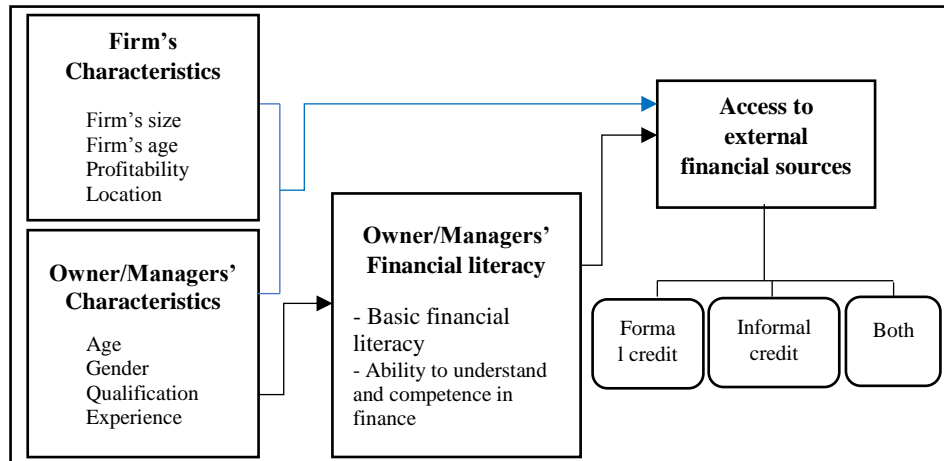 Firm's
Characteristics
Firm's size
Firm's age
Profitability
Location
Owner/Managers'
Characteristics
Age
Gender
Qualification
Experience
Owner/Managers'
Financial literacy
- Basic financial
literacy
- Ability to understand
and competence in
finance
Access to
external
financial sources
Forma
l credit
Informal
credit
Both